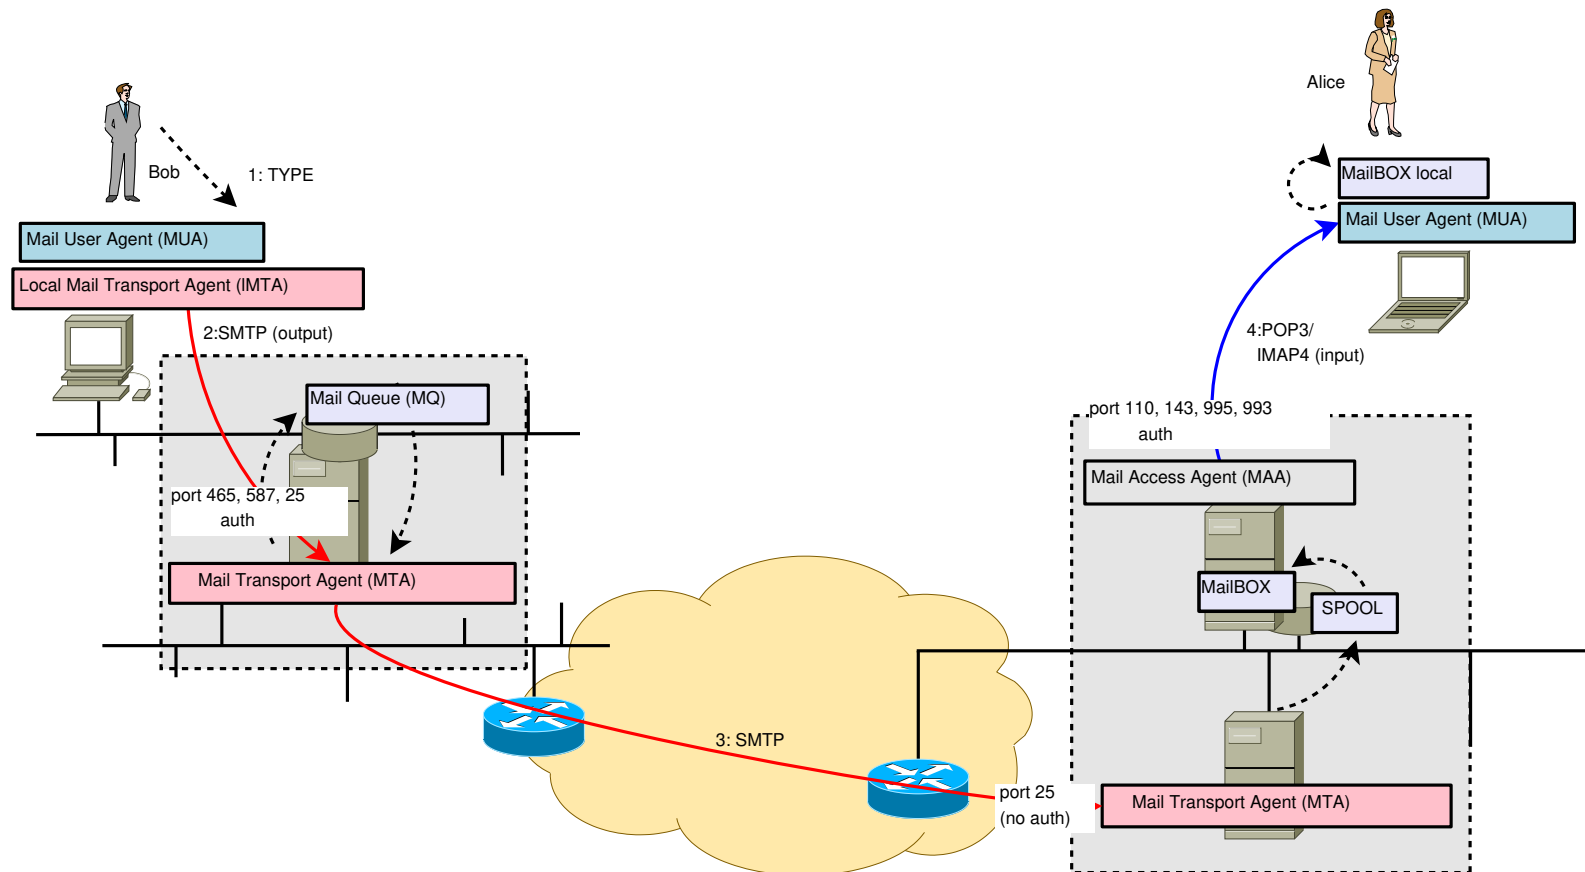 Alice
Bob
1: TYPE
MailBOX local
Mail User Agent (MUA)
Mail User Agent (MUA)
Local Mail Transport Agent (lMTA)
2:SMTP (output)
4:POP3/
IMAP4 (input)
Mail Queue (MQ)
port 110, 143, 995, 993
auth
Mail Access Agent (MAA)
port 465, 587, 25
auth
Mail Transport Agent (MTA)
MailBOX
SPOOL
3: SMTP
port 25
(no auth)
Mail Transport Agent (MTA)